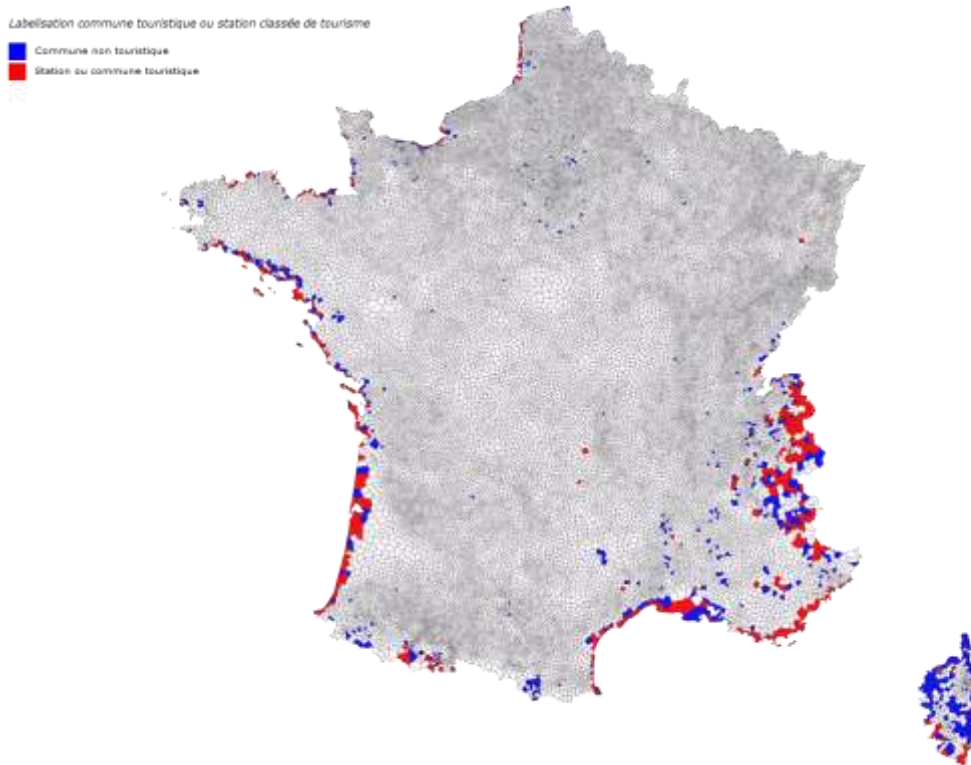 Labelisation commune touristique ou station classée de tourisme
Commune non touristique
Station ou commune touristique